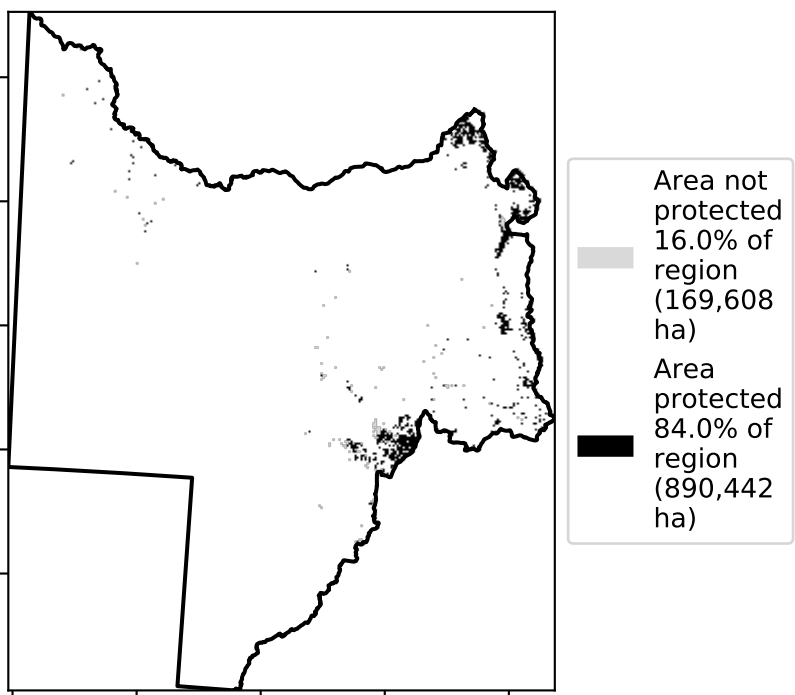 Area not
protected
16.0% of
region
(169,608
ha)
Area
protected
84.0% of
region
(890,442
ha)